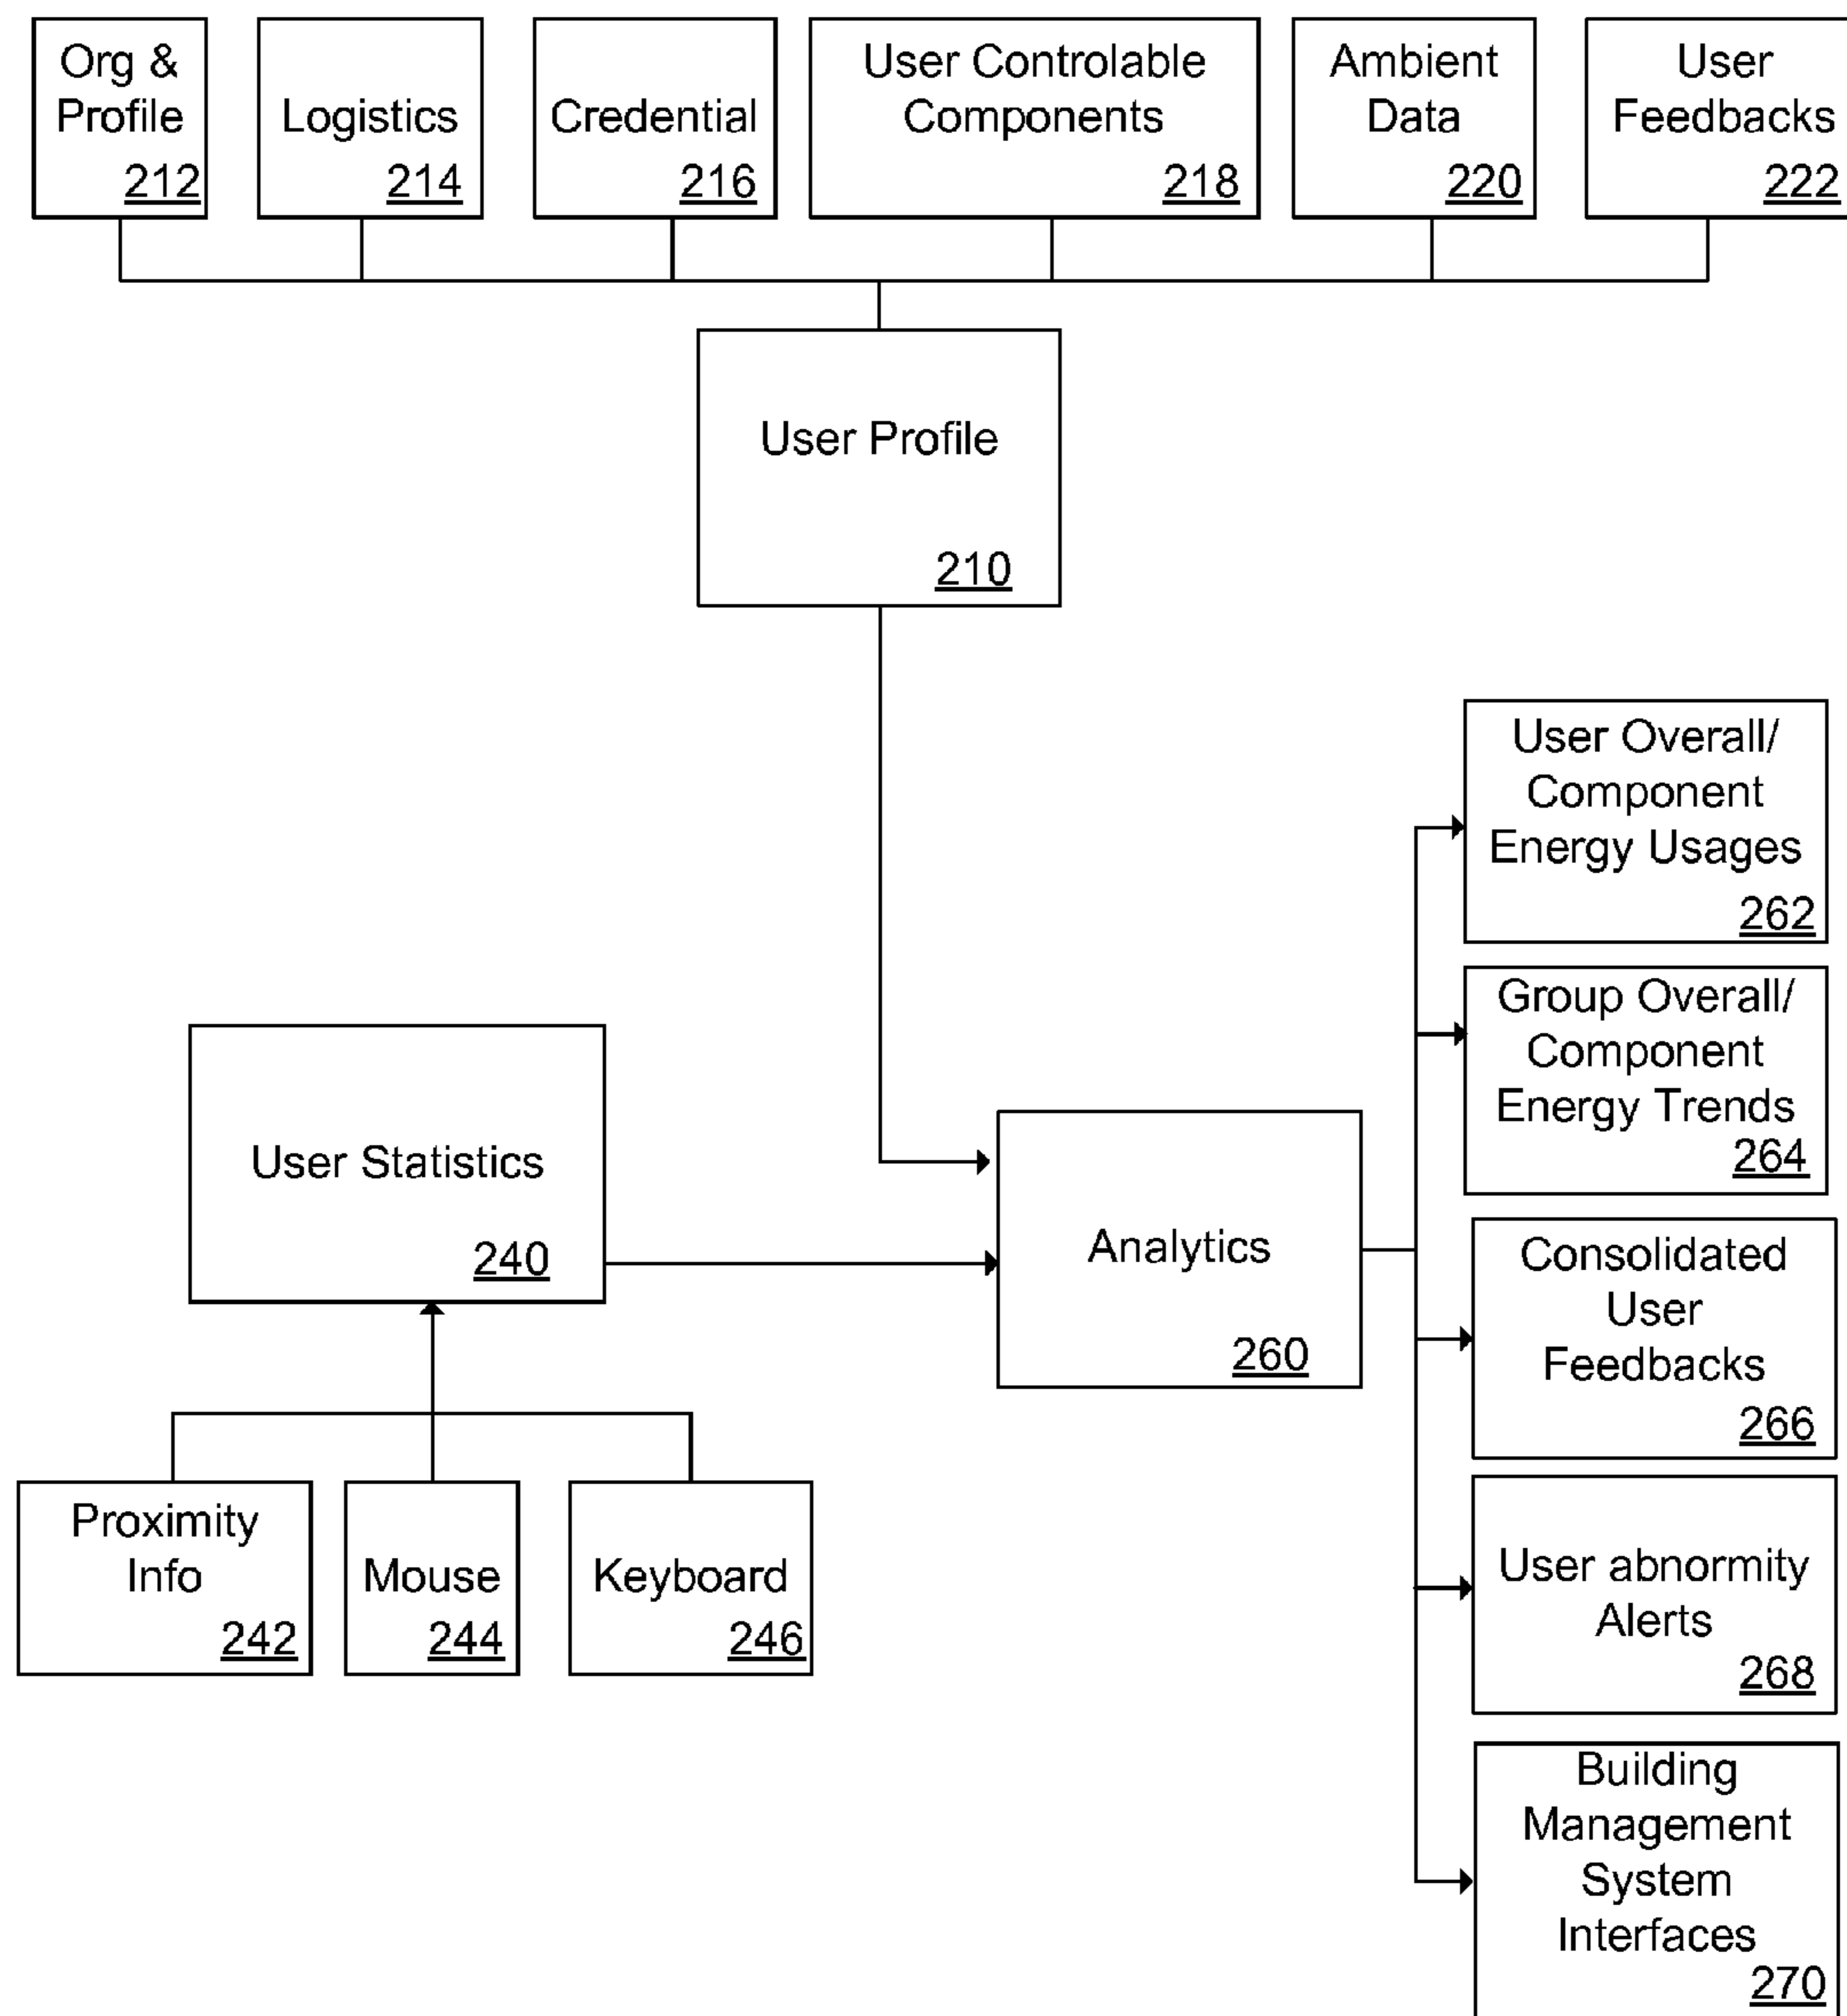 Org &
Profile
212
Logistics
214
Credential
216
User Controlable
Components
218
Ambient
Data
220
User
Feedbacks
222
User Profile
210
User Overall/
Component
Energy Usages
262
Group Overall/
Component
Energy Trends
264
User Statistics
240
Analytics
260
Consolidated
User
Feedbacks
266
Proximity
Info
242
Mouse
244
Keyboard
246
User abnormity
Alerts
268
Building
Management
System
Interfaces
270